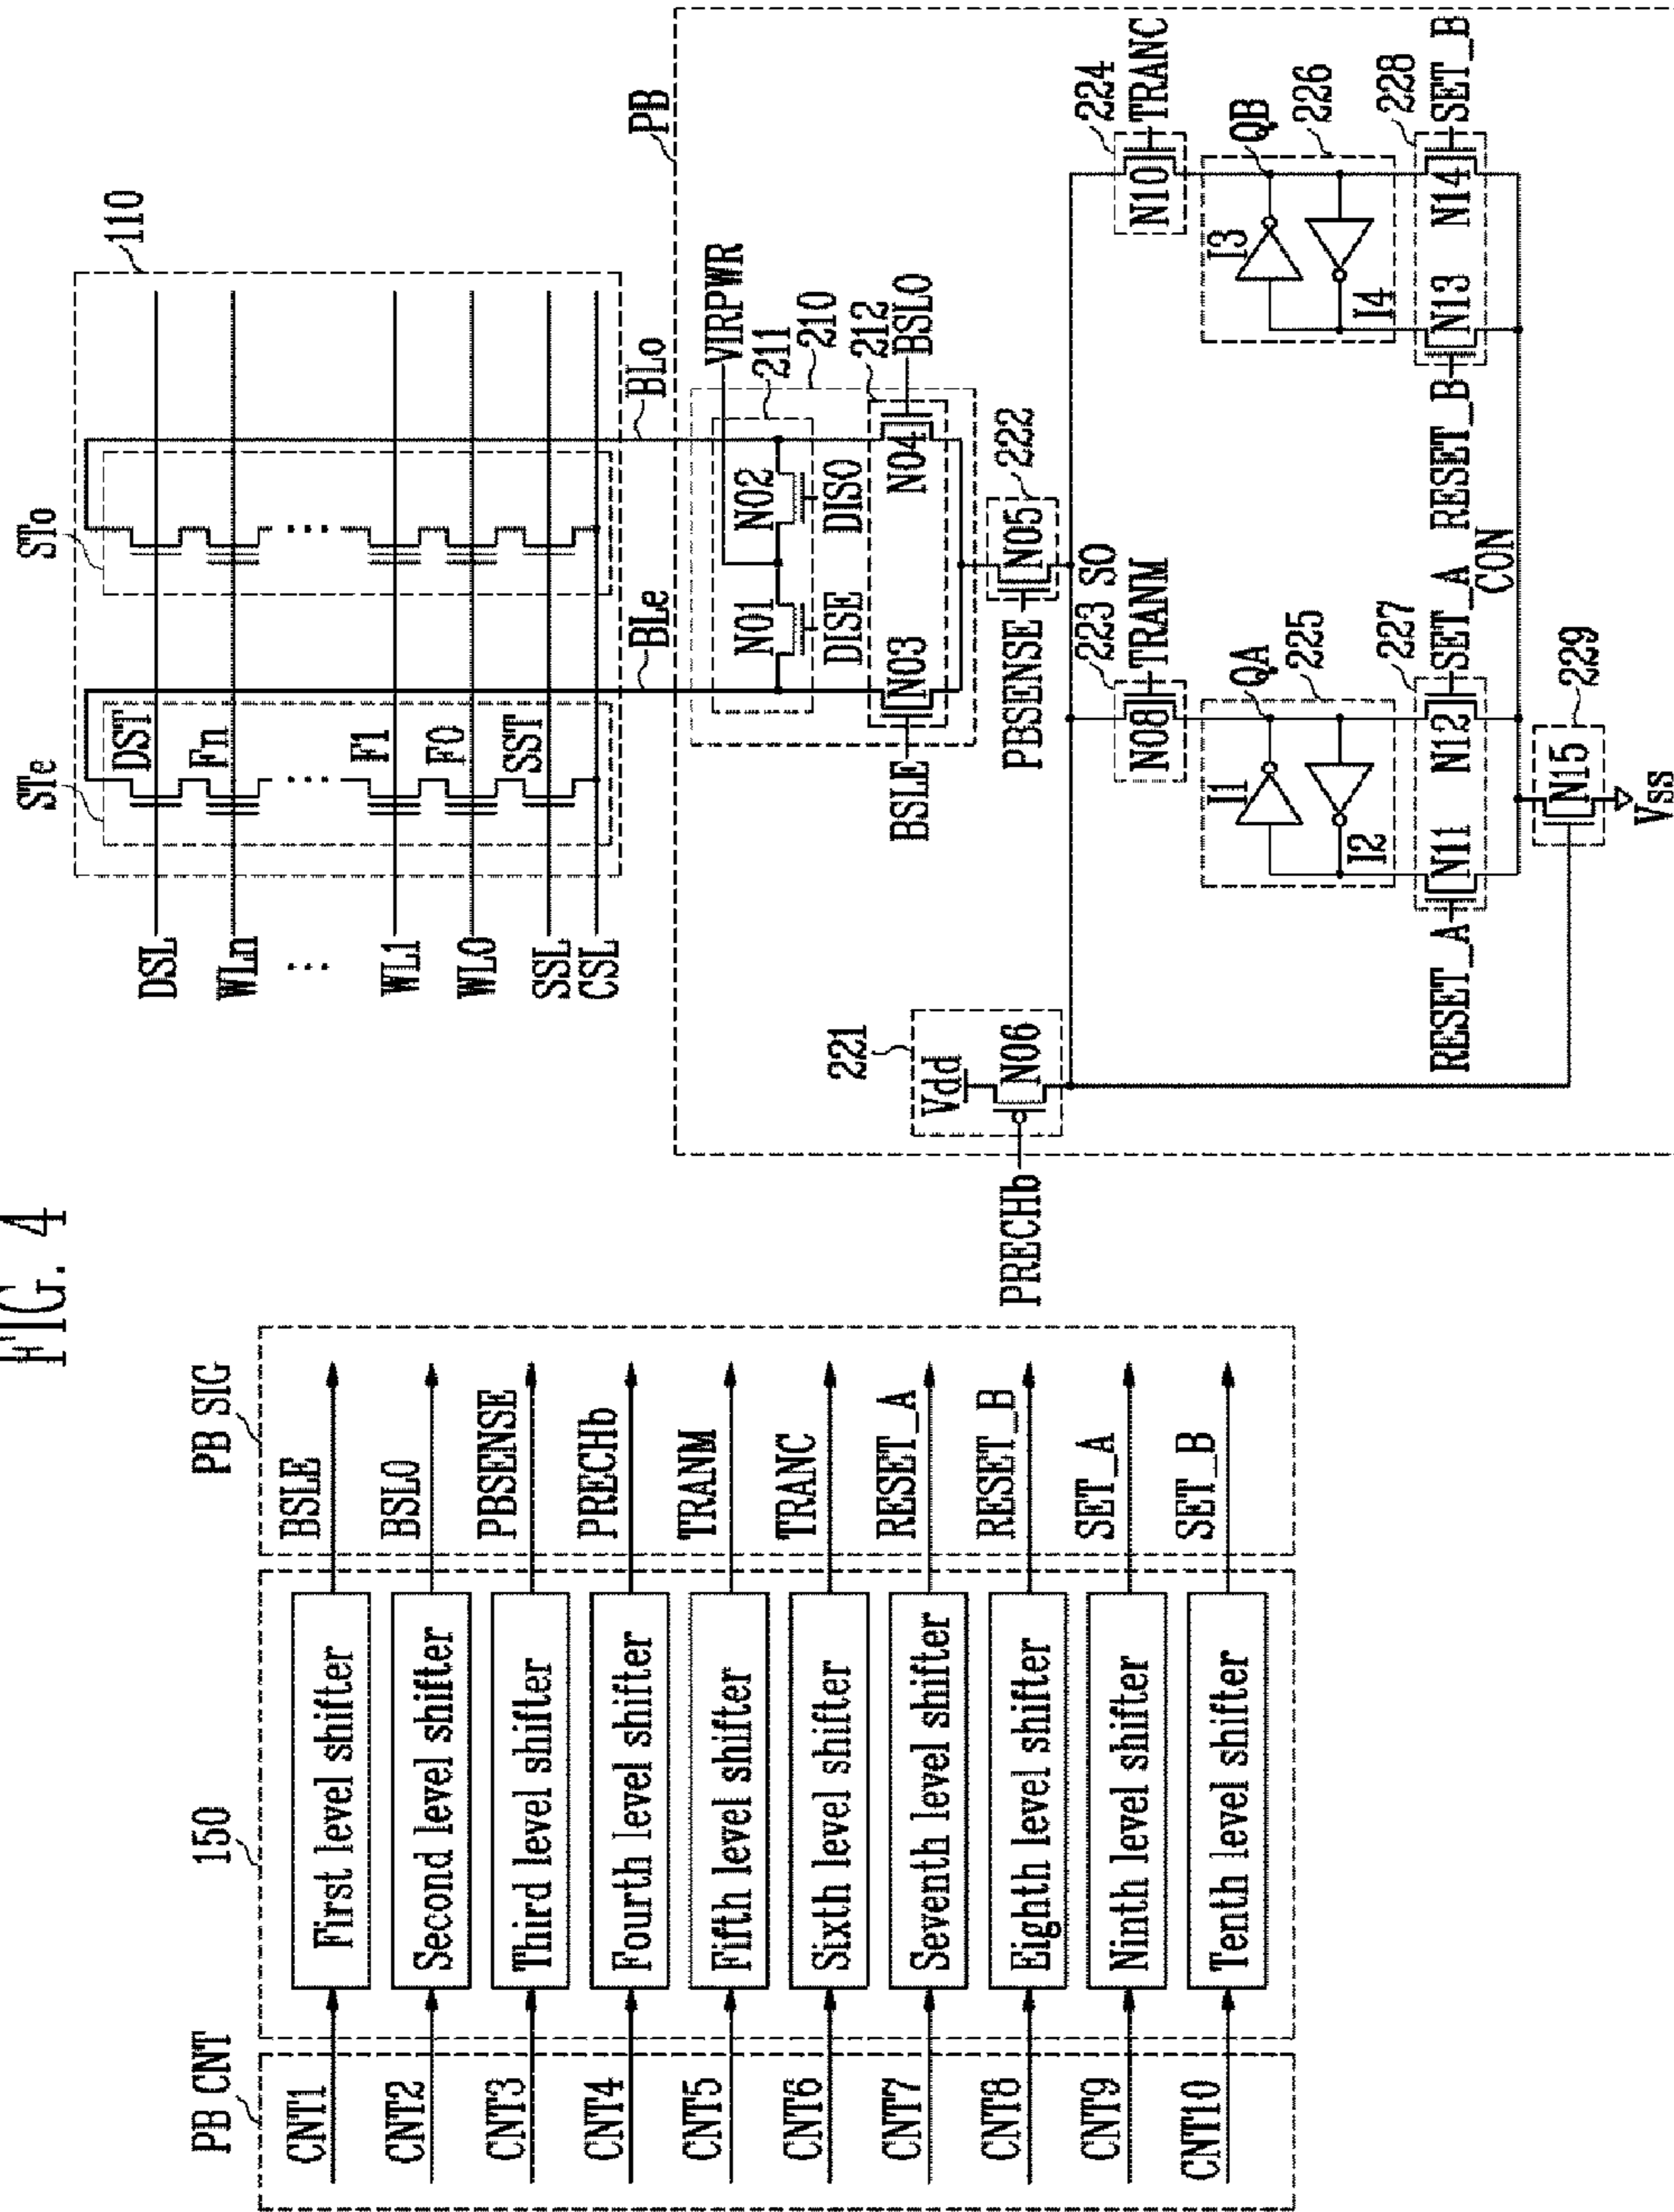 FIG. 4
PB CNT
150
PB SIG
CNT1
First level shifter
BSLE
CNT2
Second level shifter
BSLO
CNT3
Third level shifter
PBSENSE
CNT4
Fourth level shifter
PRECHb
CNT5
Fifth level shifter
TRANM
CNT6
Sixth level shifter
TRANC
CNT7
Seventh level shifter
RESET_A
CNT8
Eighth level shifter
RESET_B
CNT9
Ninth level shifter
SET_A
CNT10
Tenth level shifter
SET_B
STe
STo
110
DSL
DST
WLn
Fn
⋮
...
...
WL1
F1
WL0
F0
SSL
SST
CSL
BLe
BLo
PB
VIRPWR
211
210
212
N01
N02
DISE
DISO
BSLE
N03
N04
BSLO
221
Vdd
N06
PRECHb
PBSENSE
N05
222
SO
223
N08
TRANM
224
N10
TRANC
QA
225
I1
I2
QB
226
I3
I4
227
RESET_A
N11
N12
SET_A
228
RESET_B
N13
N14
SET_B
CON
229
N15
Vss